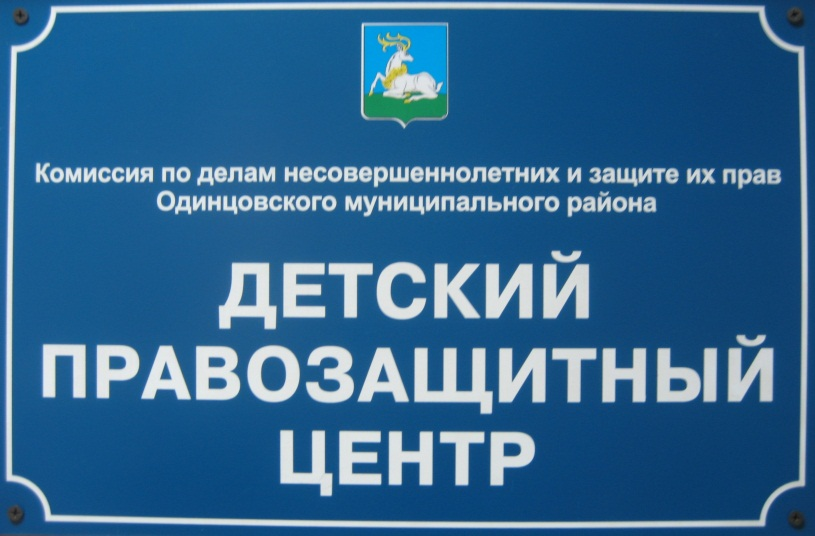 Комиссия по делам несовершеннолетних и защите их прав
Одинцовского муниципального района
ДЕТСКИЙ
ПРАВОЗАЩИТНЫЙ
ЦЕНТР